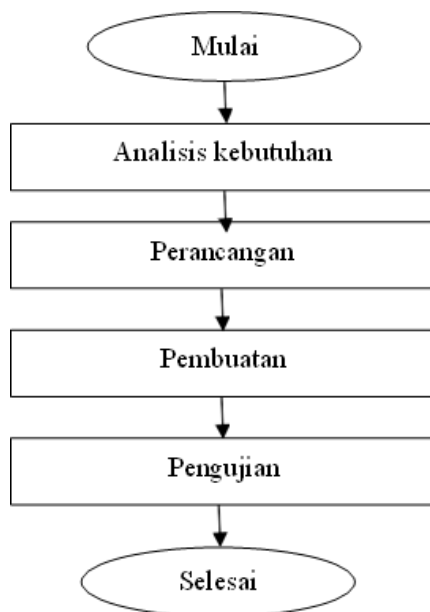 Mulai
Analisis kebutuhan
Perancangan
Pembuatan
Pengujian
Selesai